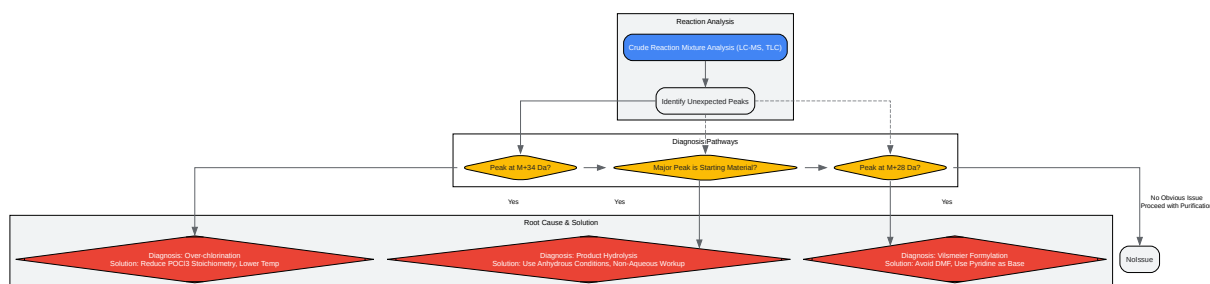 Reaction Analysis
Crude Reaction Mixture Analysis (LC-MS, TLC)
Identify Unexpected Peaks
Diagnosis Pathways
Peak at M+34 Da?
Major Peak is Starting Material?
Peak at M+28 Da?
Yes
Yes
Yes
No Obvious Issue
Proceed with Purificatio
Root Cause & Solution
Diagnosis: Over-chlorination
Solution: Reduce POCl3 Stoichiometry, Lower Temp
Diagnosis: Product Hydrolysis
Solution: Use Anhydrous Conditions, Non-Aqueous Workup
Diagnosis: Vilsmeier Formylation
Solution: Avoid DMF, Use Pyridine as Base
NoIssue